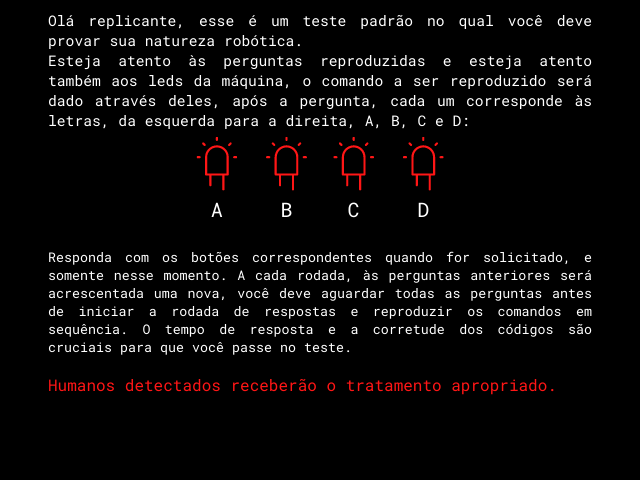 Olá replicante, esse é um teste padrão no qual você deve
provar sua natureza robótica.
Esteja atento às perguntas reproduzidas e esteja atento
também aos leds da máquina, o comando a ser reproduzido será
dado através deles, após a pergunta, cada um corresponde às
letras, da esquerda para a direita, A, B, C e D:
A B C D
Responda com os botões correspondentes quando for solicitado, e
somente nesse momento. A cada rodada, às perguntas anteriores será
acrescentada uma nova, você deve aguardar todas as perguntas antes
de iniciar a rodada de respostas e reproduzir os comandos em
sequência. O tempo de resposta e a corretude dos códigos são
cruciais para que você passe no teste.
Humanos detectados receberão o tratamento apropriado.